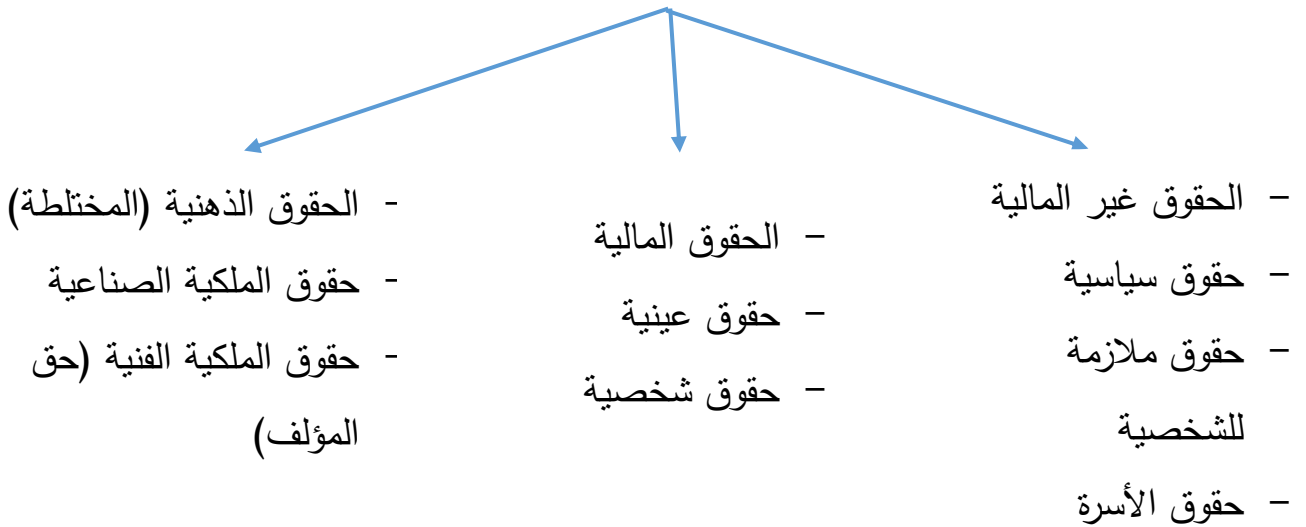 - الحقوق غير المالية
- حقوق سياسية
- حقوق ملازمة
للشخصية
- حقوق الأسرة
- الحقوق المالية
- حقوق عينية
- حقوق شخصية
- الحقوق الذهنية (المختلطة)
- حقوق الملكية الصناعية
- حقوق الملكية الفنية (حق
المؤلف)